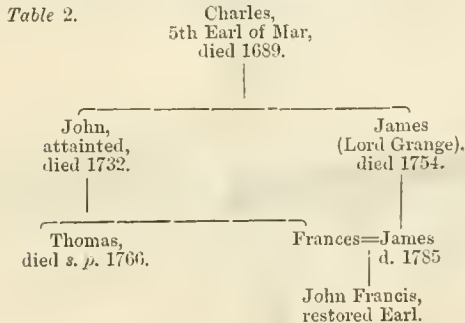 Table 2.
Charles,
5th Earl of Mar,
died 1689.
John,
attainted,
died 1732.
James
(Lord Grange),
died 1754.
Thomas,
died s. p. 1766.
Frances=James
d. 1785
John Francis,
restored Earl.